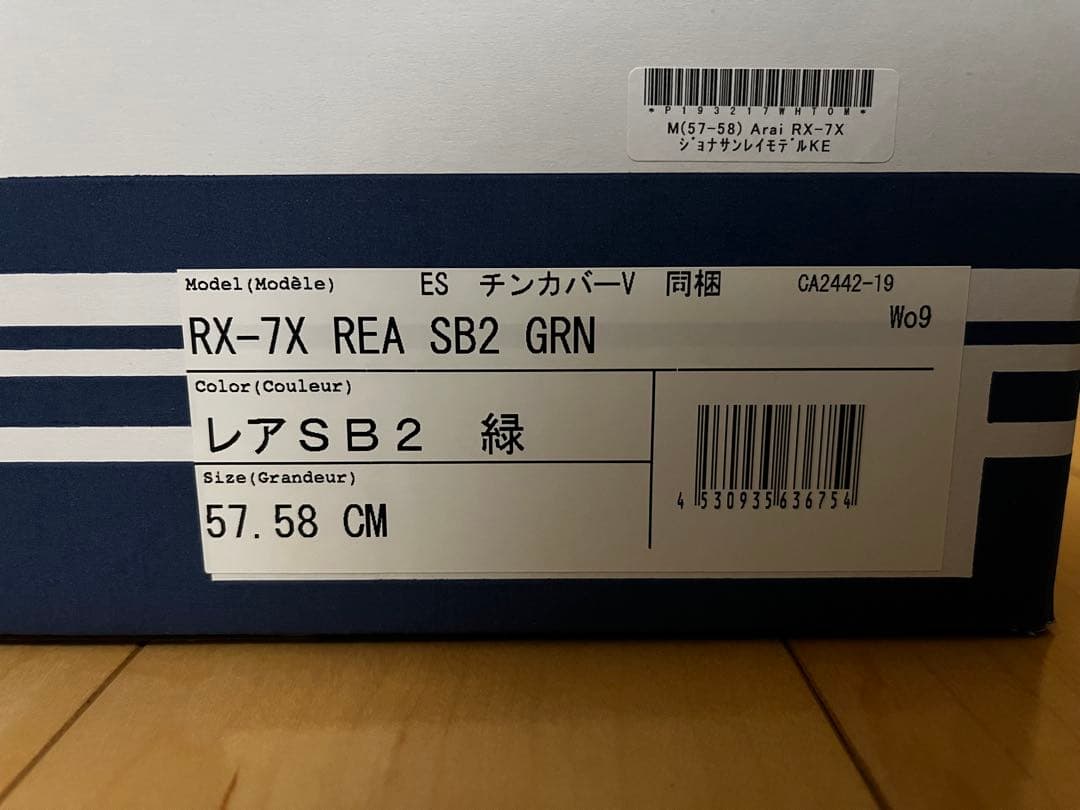 *P193217WHTOM*
M(57-58) Arai RX-7X
ジョナサンレイモデルKE
Model(Modèle)
ES チンカバーV 同梱
CA2442-19
Wo9
RX-7X REA SB2 GRN
Color(Couleur)
レアSB2 緑
Size(Grandeur)
57.58 CM
4 530935 636754